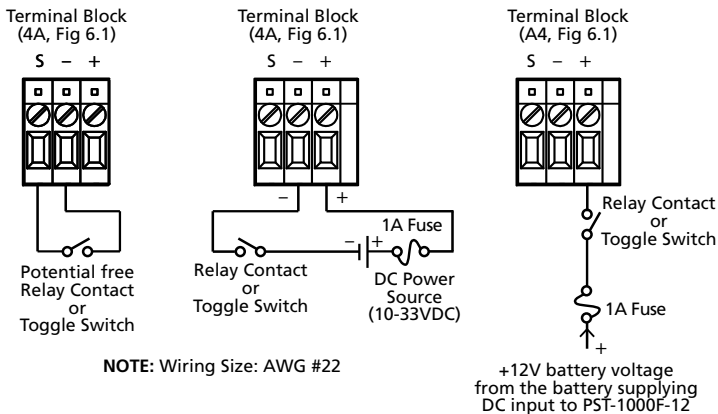 Terminal Block
(4A, Fig 6.1)
S – +
Potential free
Relay Contact
or
Toggle Switch
Terminal Block
(4A, Fig 6.1)
S – +
– +
1A Fuse
– +
Relay Contact
or
Toggle Switch
DC Power
Source
(10-33VDC)
NOTE: Wiring Size: AWG #22
Terminal Block
(A4, Fig 6.1)
S – +
Relay Contact
or
Toggle Switch
1A Fuse
+
+12V battery voltage
from the battery supplying
DC input to PST-1000F-12